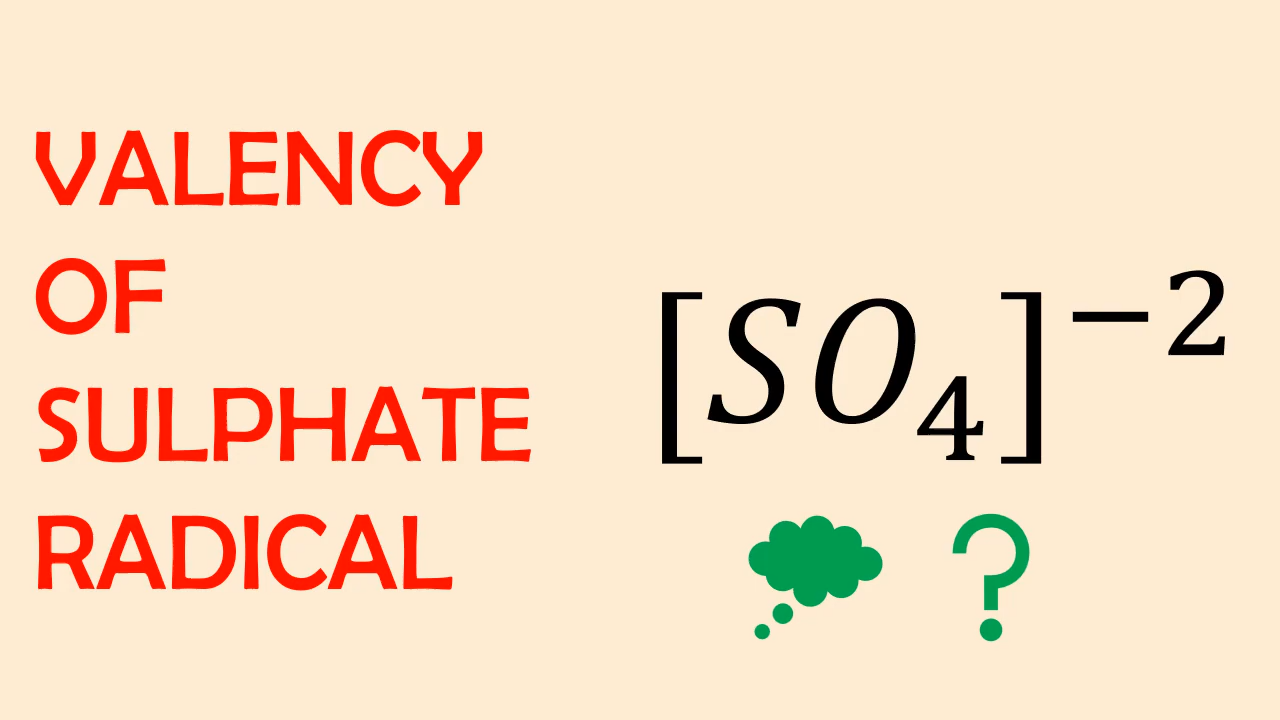 VALENCY
OF
SULPHATE
RADICAL
[SO₄]⁻²
?